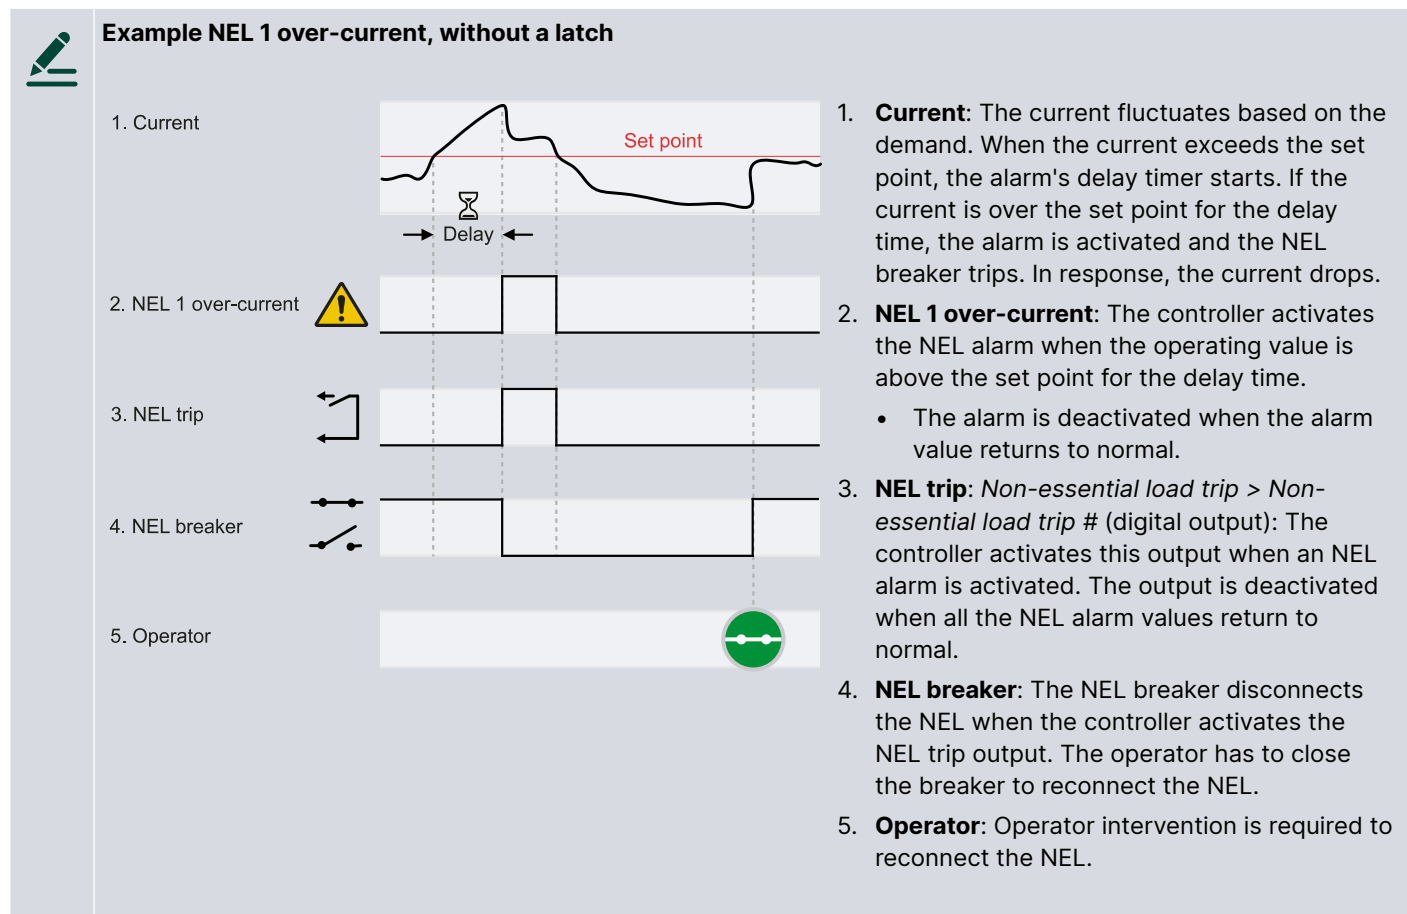 Example NEL 1 over-current, without a latch
1. Current
Set point
Delay
2. NEL 1 over-current
3. NEL trip
4. NEL breaker
5. Operator
1. Current: The current fluctuates based on the
demand. When the current exceeds the set
point, the alarm's delay timer starts. If the
current is over the set point for the delay
time, the alarm is activated and the NEL
breaker trips. In response, the current drops.
2. NEL 1 over-current: The controller activates
the NEL alarm when the operating value is
above the set point for the delay time.
• The alarm is deactivated when the alarm
value returns to normal.
3. NEL trip: Non-essential load trip > Non-
essential load trip # (digital output): The
controller activates this output when an NEL
alarm is activated. The output is deactivated
when all the NEL alarm values return to
normal.
4. NEL breaker: The NEL breaker disconnects
the NEL when the controller activates the
NEL trip output. The operator has to close
the breaker to reconnect the NEL.
5. Operator: Operator intervention is required to
reconnect the NEL.